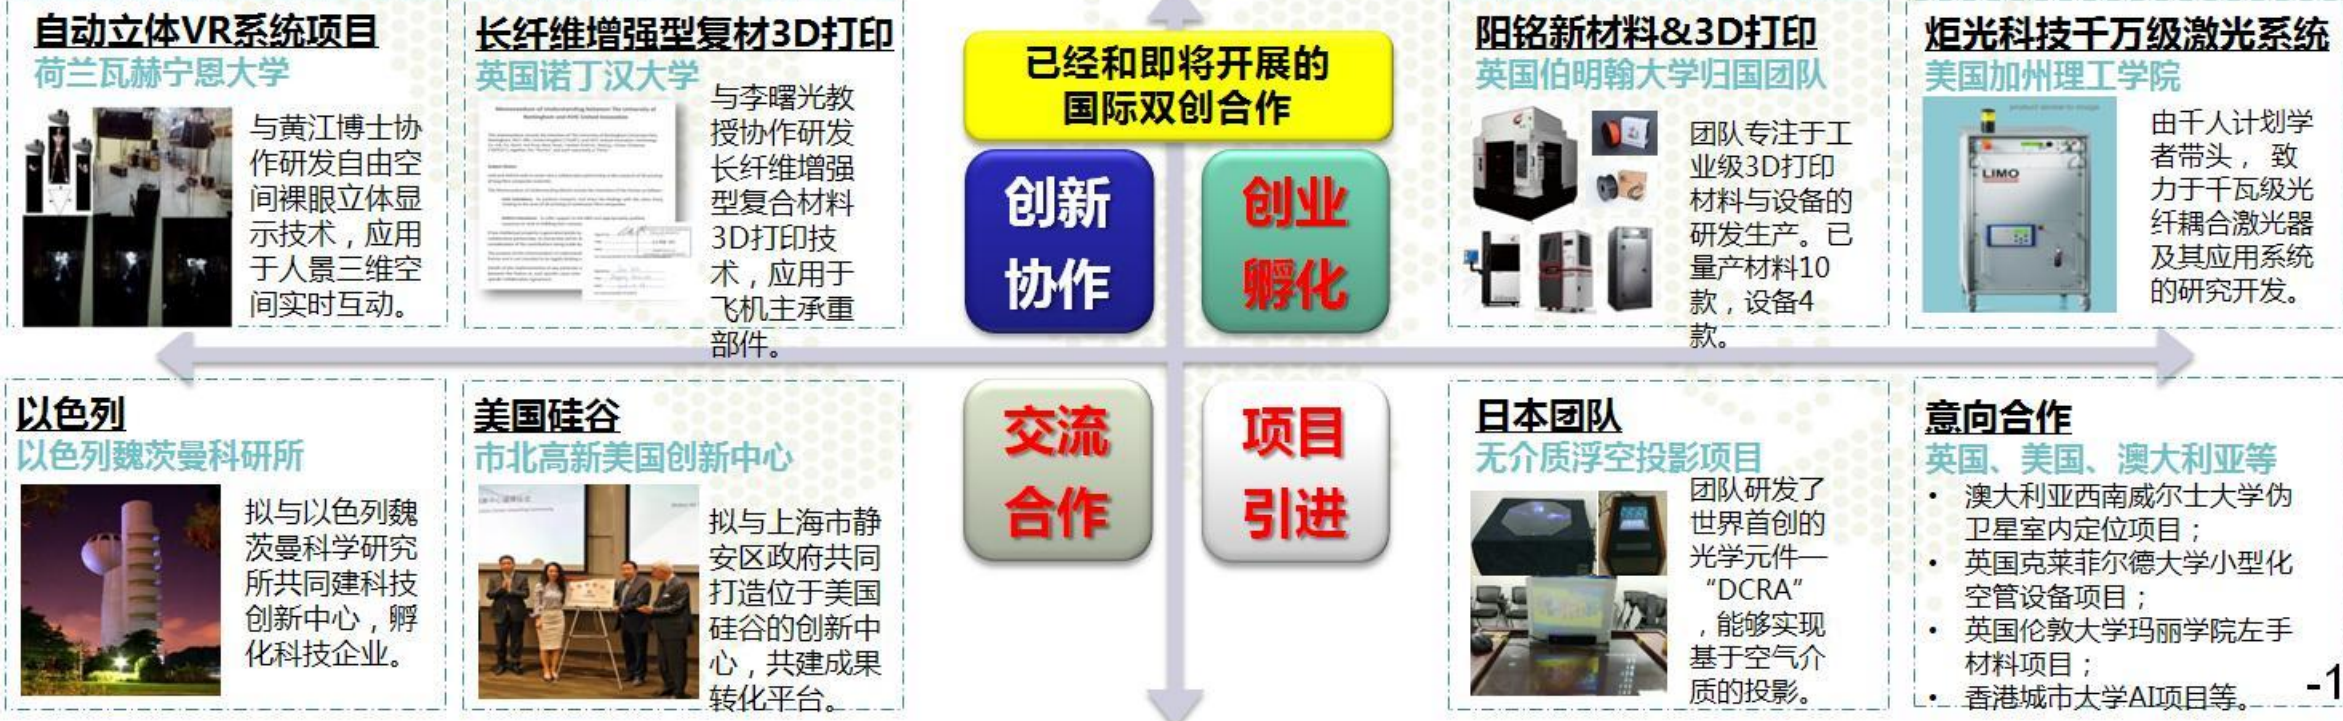 自动立体VR系统项目
荷兰瓦赫宁恩大学
与黄江博士协
作研发自由空
间裸眼立体显
示技术，应用
于人景三维空
间实时互动。
长纤维增强型复材3D打印
英国诺丁汉大学
与李曙光教
授协作研发
长纤维增强
型复合材料
3D打印技
术，应用于
飞机主承重
部件。
已经和即将开展的
国际双创合作
创新
协作
创业
孵化
阳铭新材料&3D打印
英国伯明翰大学归国团队
团队专注于工
业级3D打印
材料与设备的
研发生产。已
量产材料10
款，设备4
款。
炬光科技千万级激光系统
美国加州理工学院
LIMO
由千人计划学
者带头， 致
力于千瓦级光
纤耦合激光器
及其应用系统
的研究开发。
以色列
以色列魏茨曼科研所
拟与以色列魏
茨曼科学研究
所共同建科技
创新中心，孵
化科技企业。
美国硅谷
市北高新美国创新中心
拟与上海市静
安区政府共同
打造位于美国
硅谷的创新中
心，共建成果
转化平台。
交流
合作
项目
引进
日本团队
无介质浮空投影项目
团队研发了
世界首创的
光学元件—
“DCRA”
，能够实现
基于空气介
质的投影。
意向合作
英国、美国、澳大利亚等
• 澳大利亚西南威尔士大学伪
卫星室内定位项目；
• 英国克莱菲尔德大学小型化
空管设备项目；
• 英国伦敦大学玛丽学院左手
材料项目；
• 香港城市大学AI项目等。
-1